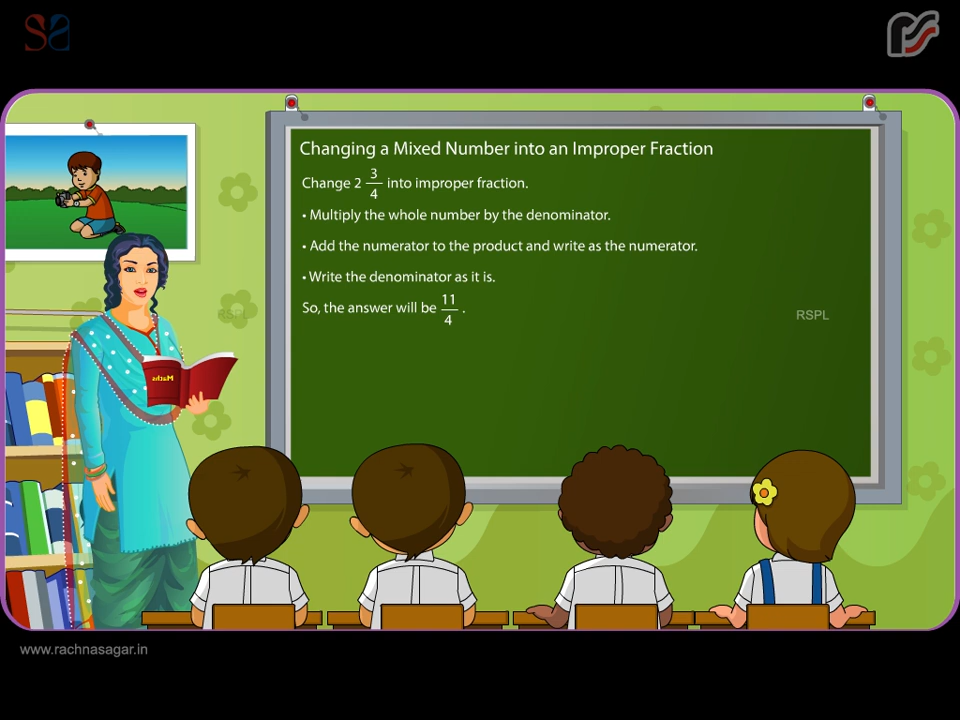 sa
Changing a Mixed Number into an Improper Fraction
Change 2 3/4 into improper fraction.
• Multiply the whole number by the denominator.
• Add the numerator to the product and write as the numerator.
• Write the denominator as it is.
So, the answer will be 11/4 .
RSPL
RSPL
Maths
www.rachnasagar.in